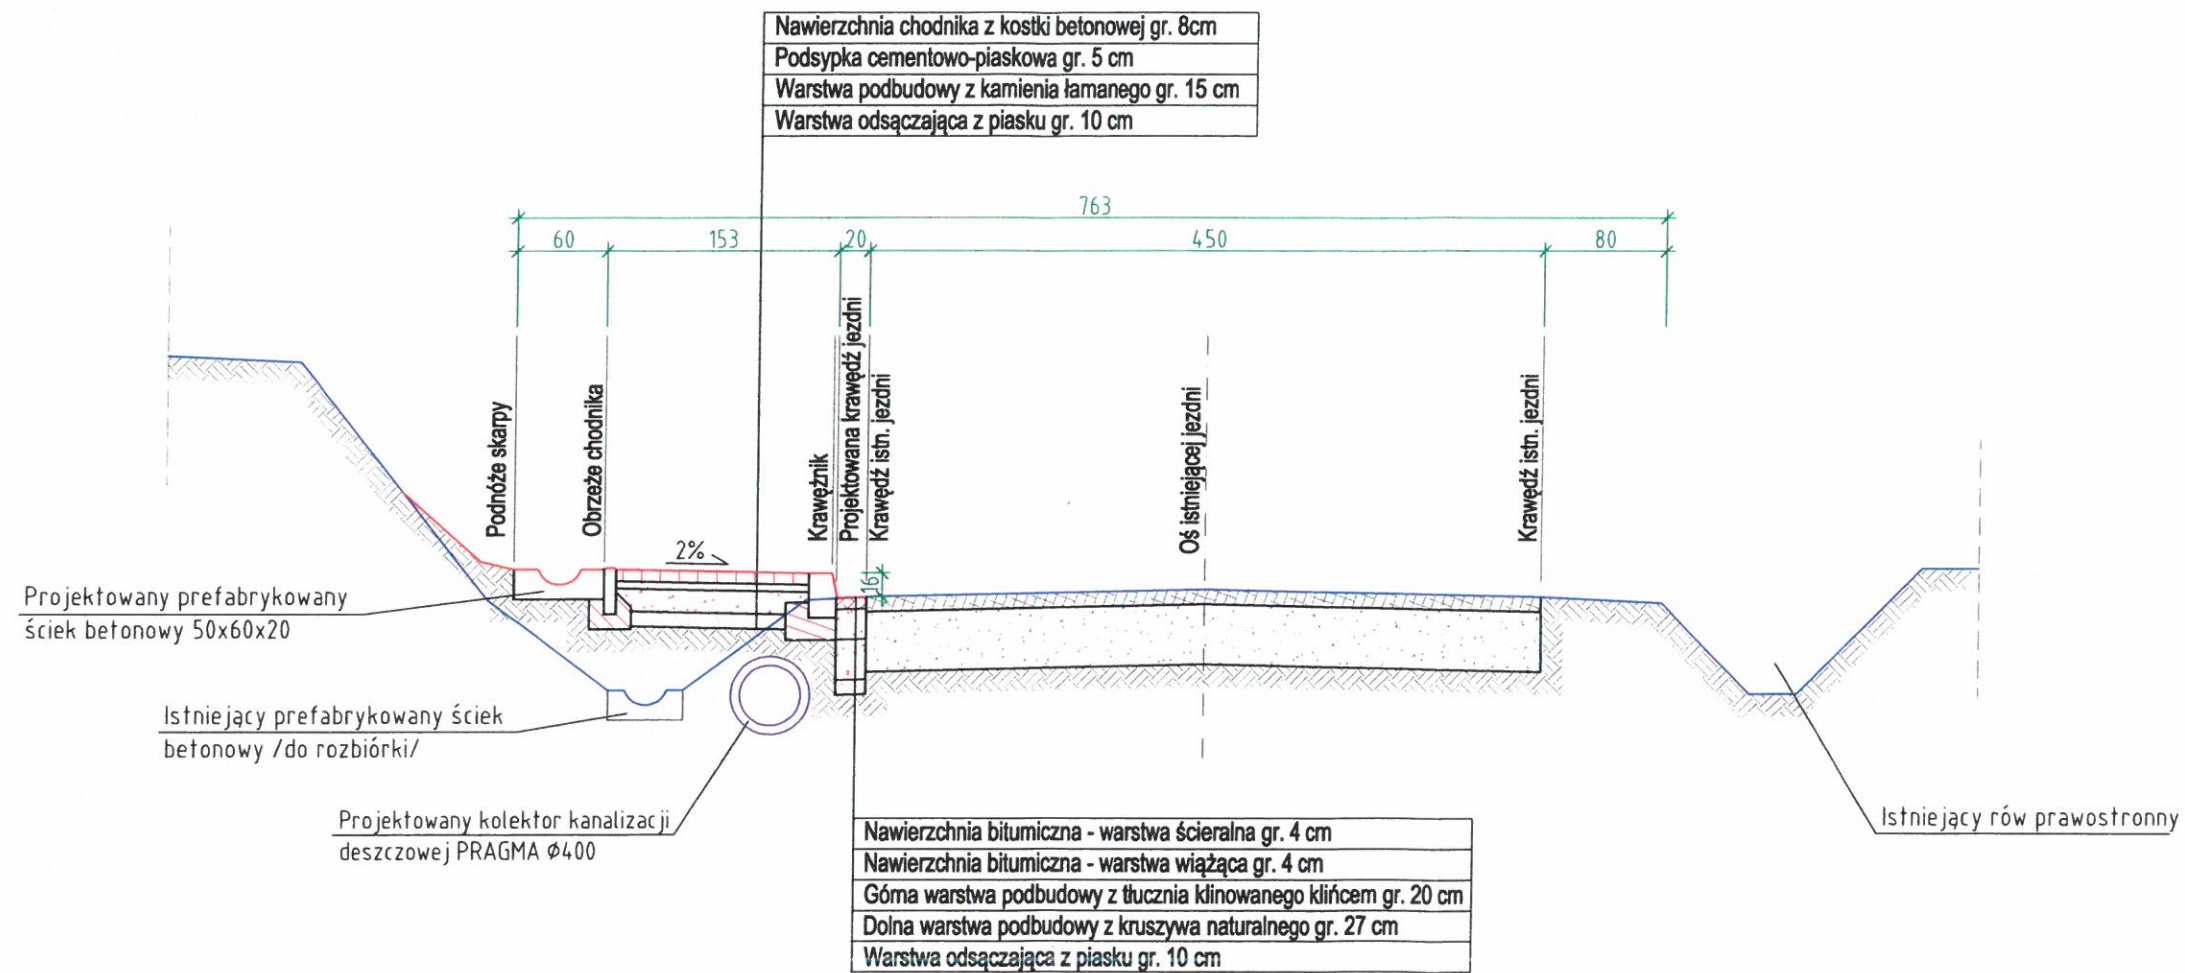 Nawierzchnia chodnika z kostki betonowej gr. 8cm
Podsypka cementowo-piaskowa gr. 5 cm
Warstwa podbudowy z kamienia łamanego gr. 15 cm
Warstwa odsączająca z piasku gr. 10 cm
763
60
153
20
450
80
Podnóże skarpy
Obrzeże chodnika
Krawężnik
Projektowana krawędź jezdni
Krawędź istn. jezdni
Oś istniejącej jezdni
Krawędź istn. jezdni
2%
16
Projektowany prefabrykowany
ściek betonowy 50x60x20
Istniejący prefabrykowany ściek
betonowy /do rozbiórki/
Projektowany kolektor kanalizacji
deszczowej PRAGMA Ø400
Istniejący rów prawostronny
Nawierzchnia bitumiczna - warstwa ścieralna gr. 4 cm
Nawierzchnia bitumiczna - warstwa wiążąca gr. 4 cm
Górna warstwa podbudowy z tłucznia klinowanego klińcem gr. 20 cm
Dolna warstwa podbudowy z kruszywa naturalnego gr. 27 cm
Warstwa odsączająca z piasku gr. 10 cm